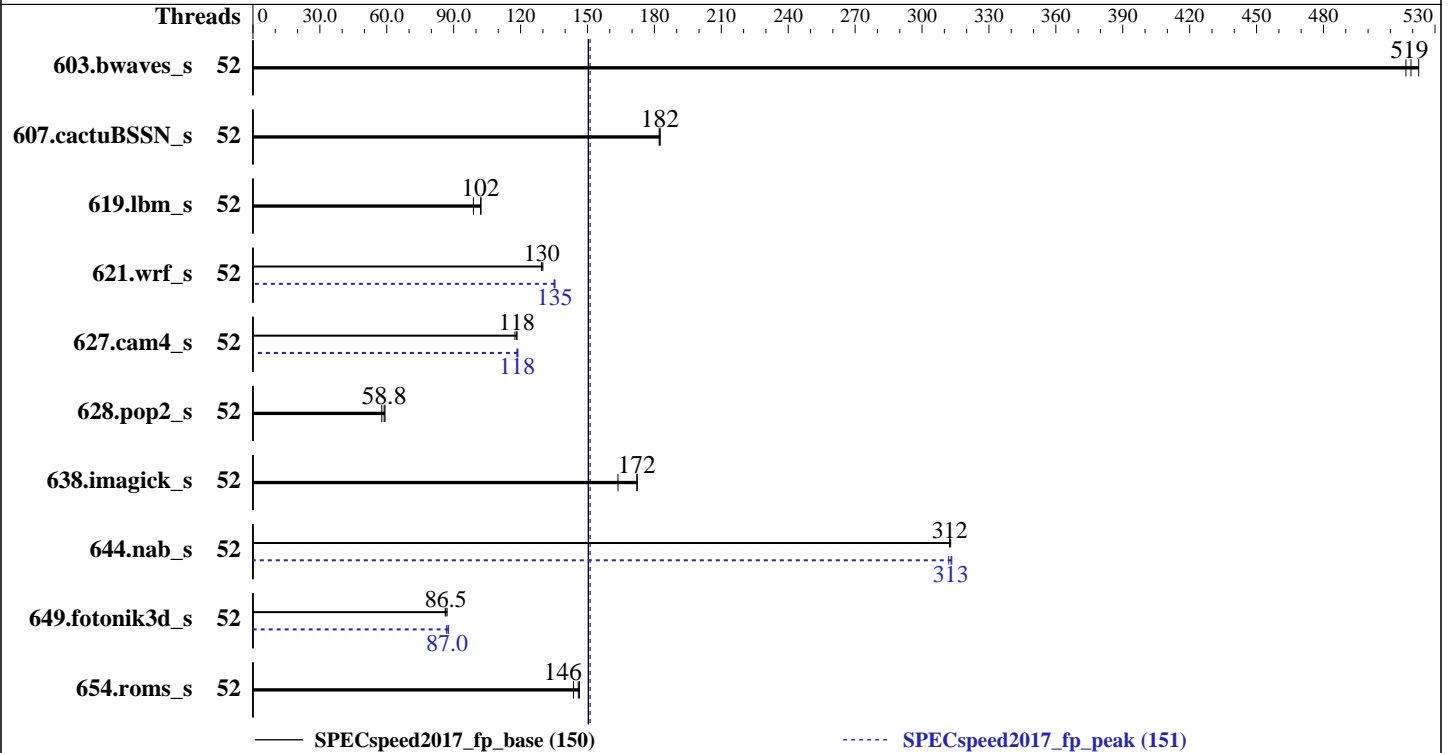 Threads 0 30.0 60.0 90.0 120 150 180 210 240 270 300 330 360 390 420 450 480 530
603.bwaves_s 52 519
607.cactuBSSN_s 52 182
619.lbm_s 52 102
621.wrf_s 52 130
135
627.cam4_s 52 118
118
628.pop2_s 52 58.8
638.imagick_s 52 172
644.nab_s 52 312
313
649.fotonik3d_s 52 86.5
87.0
654.roms_s 52 146
SPECspeed2017_fp_base (150) SPECspeed2017_fp_peak (151)